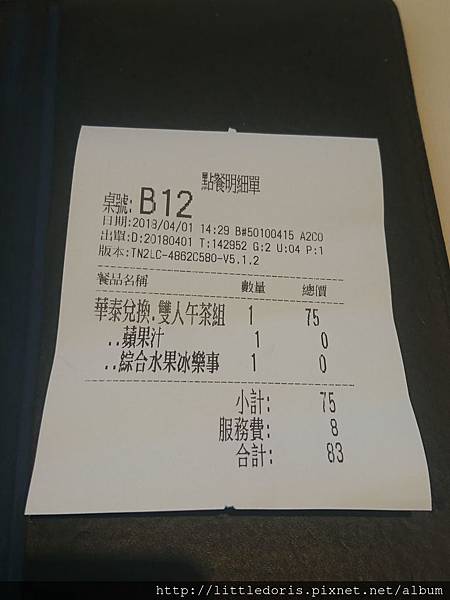 點餐明細單
桌號: B12
日期:2018/04/01 14:29 B#50100415 A2C0
出單:D:20180401 T:142952 G:2 U:04 P:1
版本:TN2LC-4862C580-V5.1.2
餐品名稱 數量 總價
華泰兌換.雙人午茶組 1 75
..蘋果汁 1 0
..綜合水果冰樂事 1 0
小計: 75
服務費: 8
合計: 83
http://littledoris.pixnet.net/album